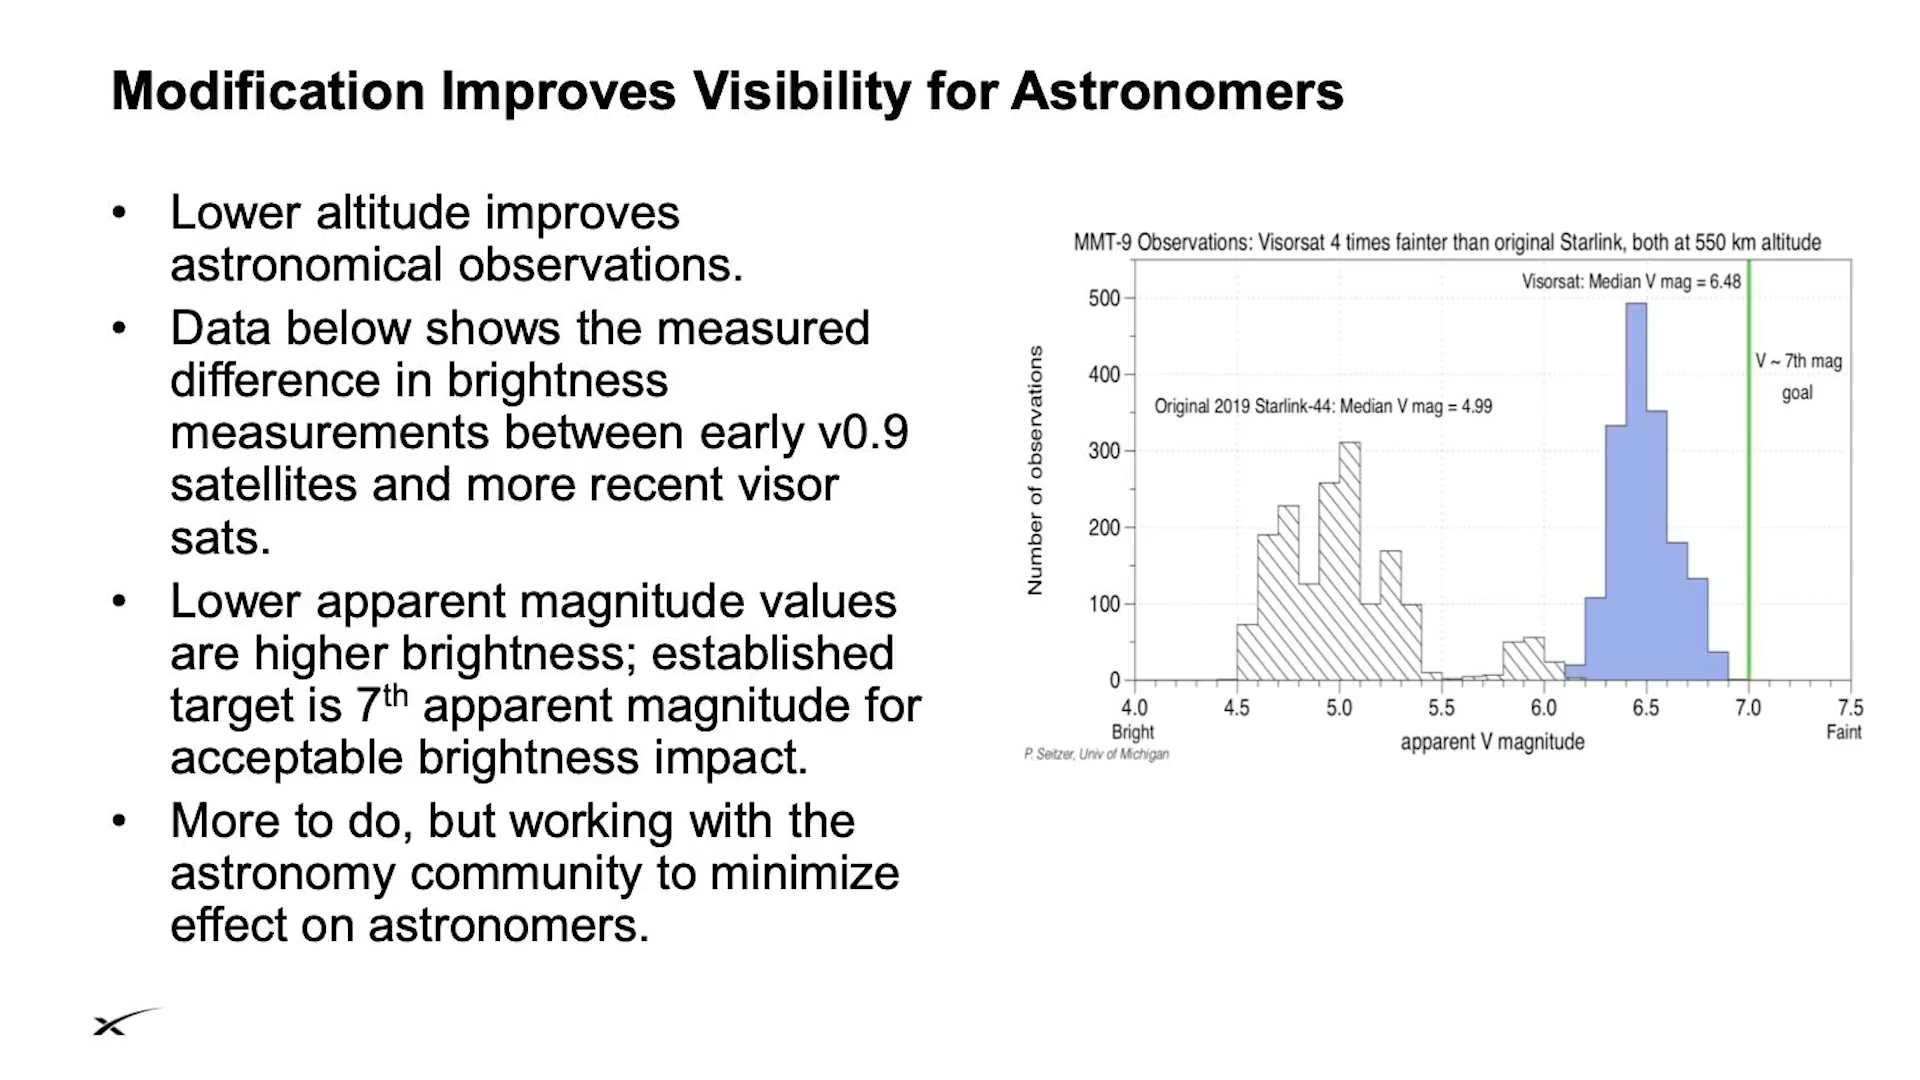 Modification Improves Visibility for Astronomers
• Lower altitude improves
astronomical observations.
• Data below shows the measured
difference in brightness
measurements between early v0.9
satellites and more recent visor
sats.
• Lower apparent magnitude values
are higher brightness; established
target is 7th apparent magnitude for
acceptable brightness impact.
• More to do, but working with the
astronomy community to minimize
effect on astronomers.
MMT-9 Observations: Visorsat 4 times fainter than original Starlink, both at 550 km altitude
Visorsat: Median V mag = 6.48
V ~ 7th mag
goal
Original 2019 Starlink-44: Median V mag = 4.99
Number of observations
500
400
300
200
100
0
4.0 4.5 5.0 5.5 6.0 6.5 7.0 7.5
Bright Faint
apparent V magnitude
P. Seitzer, Univ of Michigan